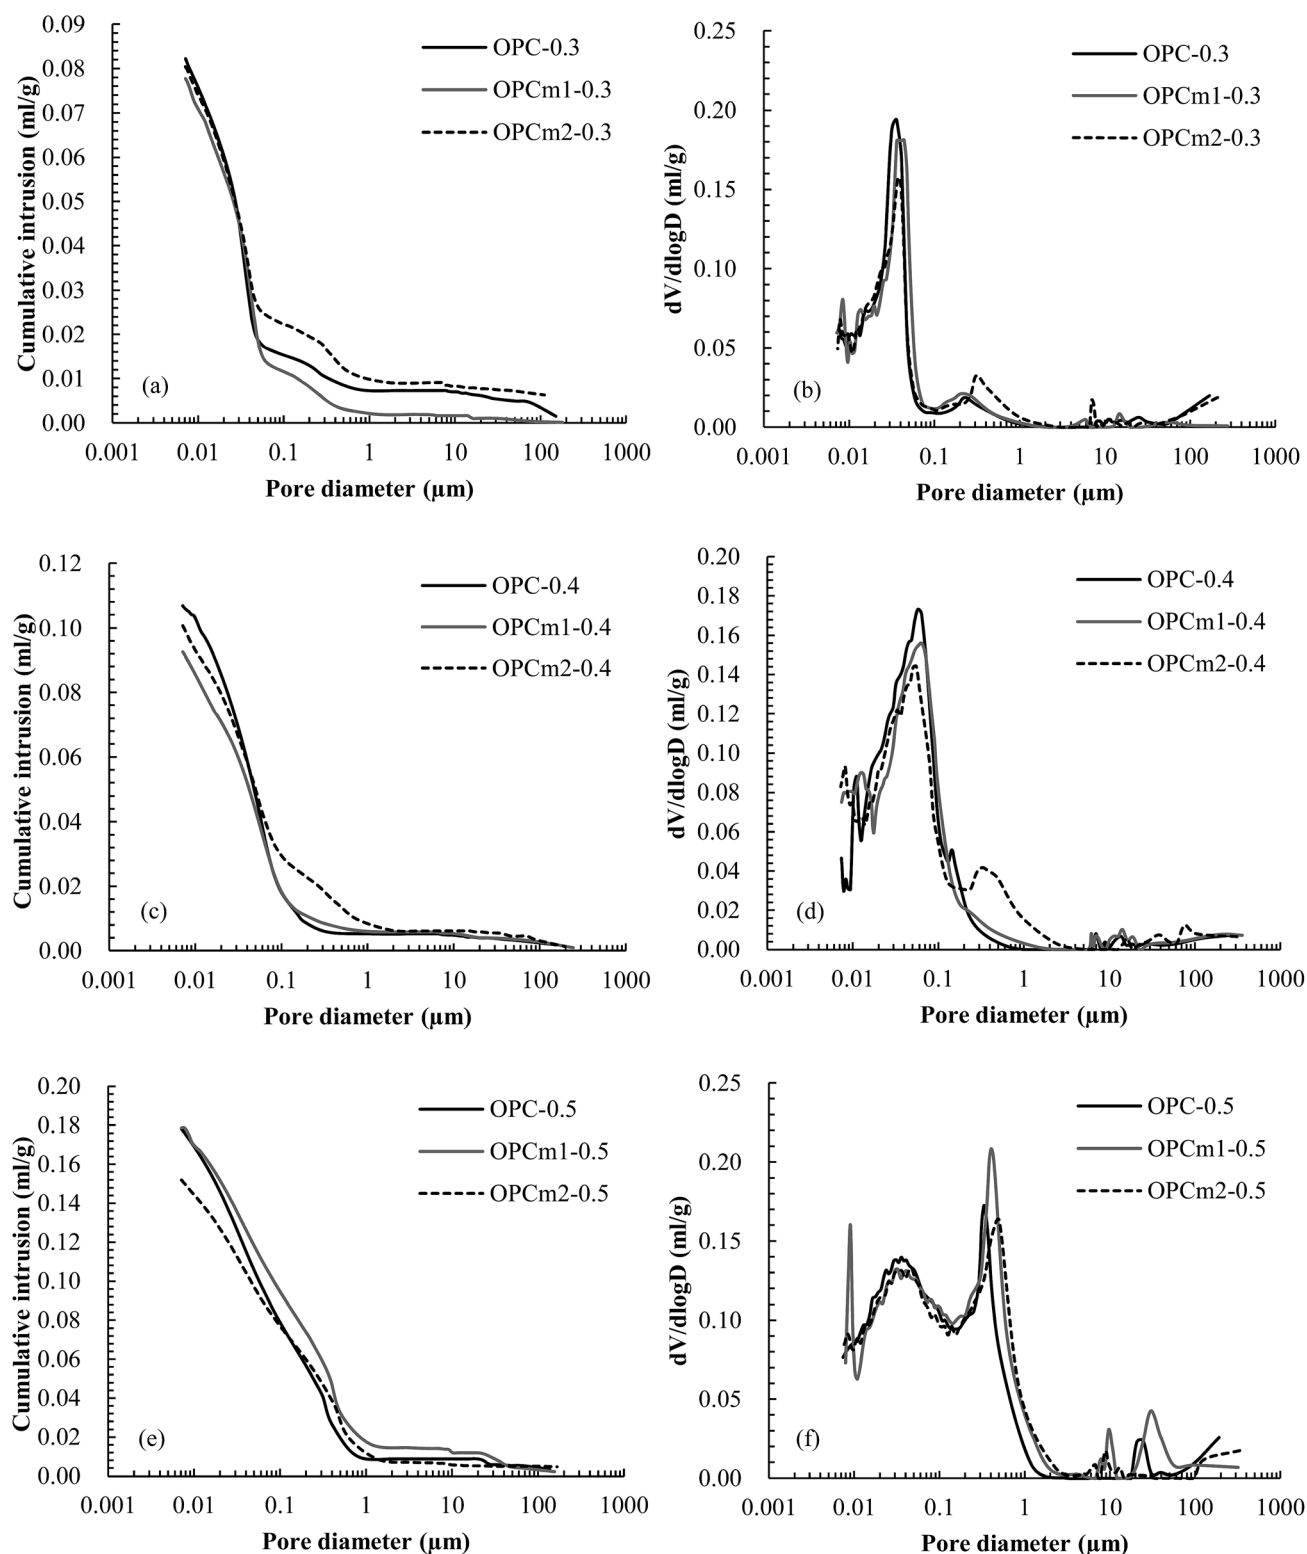 Cumulative intrusion (ml/g)
0.09
0.08
0.07
0.06
0.05
0.04
0.03
0.02
0.01
0.00
OPC-0.3
OPCm1-0.3
OPCm2-0.3
(a)
0.001 0.01 0.1 1 10 100 1000
Pore diameter (µm)
dV/dlogD (ml/g)
0.25
0.20
0.15
0.10
0.05
0.00
OPC-0.3
OPCm1-0.3
OPCm2-0.3
(b)
0.001 0.01 0.1 1 10 100 1000
Pore diameter (µm)
Cumulative intrusion (ml/g)
0.12
0.10
0.08
0.06
0.04
0.02
0.00
OPC-0.4
OPCm1-0.4
OPCm2-0.4
(c)
0.001 0.01 0.1 1 10 100 1000
Pore diameter (µm)
dV/dlogD (ml/g)
0.20
0.18
0.16
0.14
0.12
0.10
0.08
0.06
0.04
0.02
0.00
OPC-0.4
OPCm1-0.4
OPCm2-0.4
(d)
0.001 0.01 0.1 1 10 100 1000
Pore diameter (µm)
Cumulative intrusion (ml/g)
0.20
0.18
0.16
0.14
0.12
0.10
0.08
0.06
0.04
0.02
0.00
OPC-0.5
OPCm1-0.5
OPCm2-0.5
(e)
0.001 0.01 0.1 1 10 100 1000
Pore diameter (µm)
dV/dlogD (ml/g)
0.25
0.20
0.15
0.10
0.05
0.00
OPC-0.5
OPCm1-0.5
OPCm2-0.5
(f)
0.001 0.01 0.1 1 10 100 1000
Pore diameter (µm)